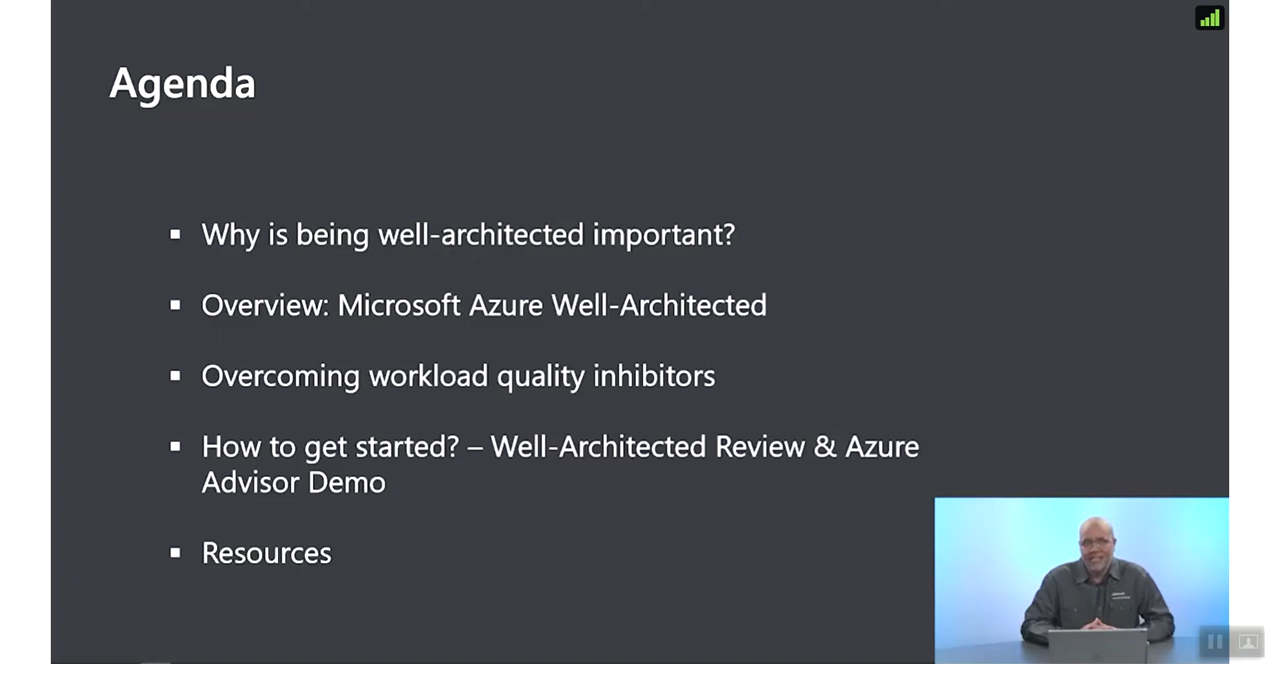 Agenda
▪ Why is being well-architected important?
▪ Overview: Microsoft Azure Well-Architected
▪ Overcoming workload quality inhibitors
▪ How to get started? – Well-Architected Review & Azure
Advisor Demo
▪ Resources